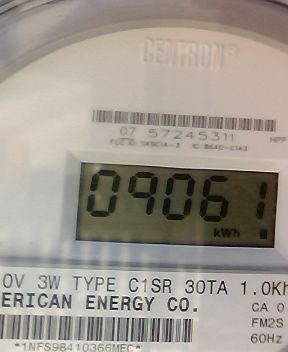 CENTRON®
07 57245311
09061
kWh
0V 3W TYPE C1SR 30TA 1.0Kh
ERICAN ENERGY CO.
CA 0
FM2S
60Hz
*1NFS98410366MEC*